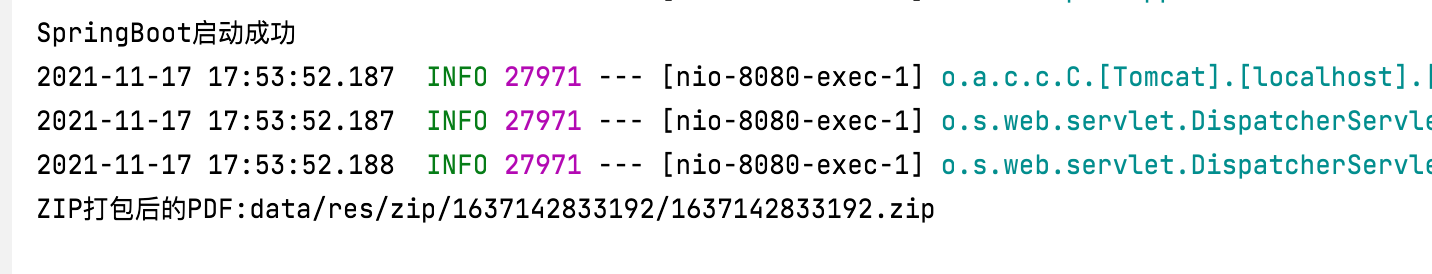 SpringBoot启动成功
2021-11-17 17:53:52.187  INFO 27971 --- [nio-8080-exec-1] o.a.c.c.C.[Tomcat].[localhost].[
2021-11-17 17:53:52.187  INFO 27971 --- [nio-8080-exec-1] o.s.web.servlet.DispatcherServle
2021-11-17 17:53:52.188  INFO 27971 --- [nio-8080-exec-1] o.s.web.servlet.DispatcherServle
ZIP打包后的PDF:data/res/zip/1637142833192/1637142833192.zip